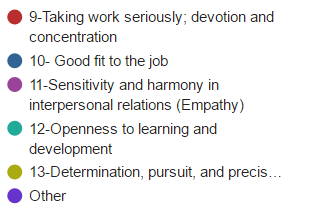 9-Taking work seriously; devotion and
concentration
10- Good fit to the job
11-Sensitivity and harmony in
interpersonal relations (Empathy)
12-Openness to learning and
development
13-Determination, pursuit, and precis…
Other